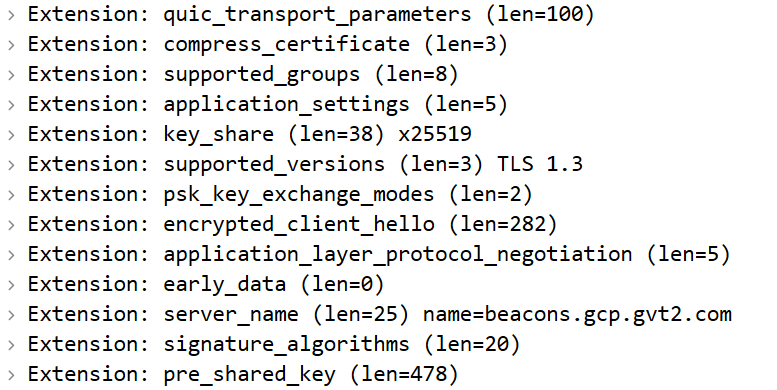 Extension: quic_transport_parameters (len=100)
Extension: compress_certificate (len=3)
Extension: supported_groups (len=8)
Extension: application_settings (len=5)
Extension: key_share (len=38) x25519
Extension: supported_versions (len=3) TLS 1.3
Extension: psk_key_exchange_modes (len=2)
Extension: encrypted_client_hello (len=282)
Extension: application_layer_protocol_negotiation (len=5)
Extension: early_data (len=0)
Extension: server_name (len=25) name=beacons.gcp.gvt2.com
Extension: signature_algorithms (len=20)
Extension: pre_shared_key (len=478)